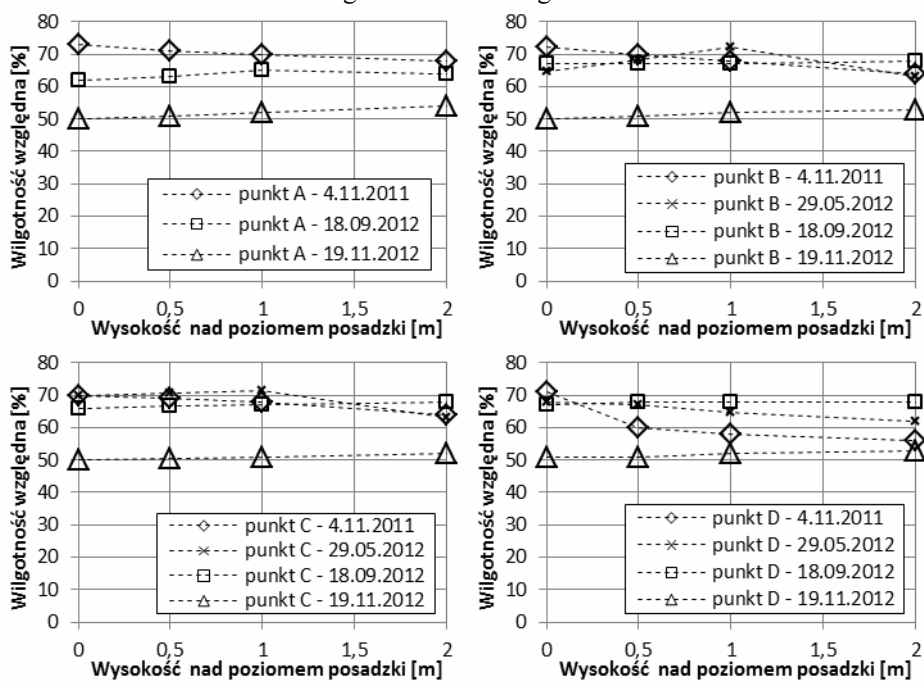 Wilgotność względna [%]
80
70
60
50
40
30
20
10
0
punkt A - 4.11.2011
punkt A - 18.09.2012
punkt A - 19.11.2012
0 0,5 1 1,5 2
Wysokość nad poziomem posadzki [m]
Wilgotność względna [%]
80
70
60
50
40
30
20
10
0
punkt B - 4.11.2011
punkt B - 29.05.2012
punkt B - 18.09.2012
punkt B - 19.11.2012
0 0,5 1 1,5 2
Wysokość nad poziomem posadzki [m]
Wilgotność względna [%]
80
70
60
50
40
30
20
10
0
punkt C - 4.11.2011
punkt C - 29.05.2012
punkt C - 18.09.2012
punkt C - 19.11.2012
0 0,5 1 1,5 2
Wysokość nad poziomem posadzki [m]
Wilgotność względna [%]
80
70
60
50
40
30
20
10
0
punkt D - 4.11.2011
punkt D - 29.05.2012
punkt D - 18.09.2012
punkt D - 19.11.2012
0 0,5 1 1,5 2
Wysokość nad poziomem posadzki [m]